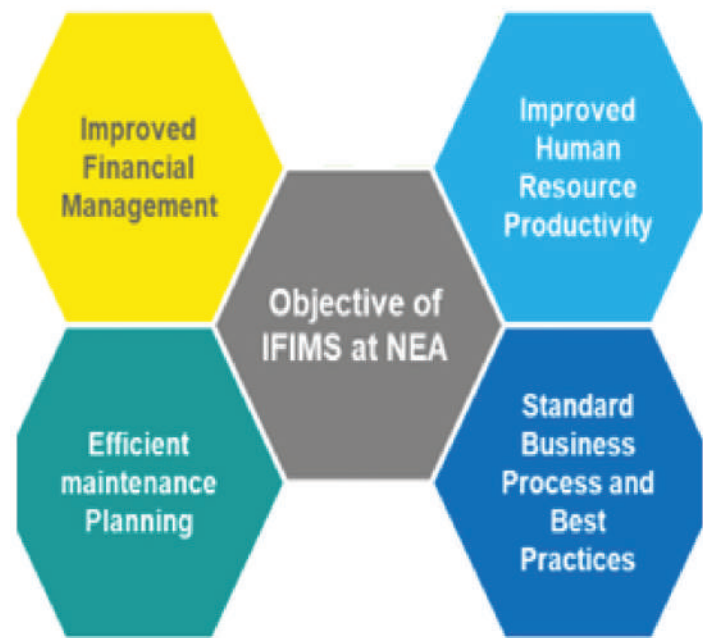 Improved
Financial
Management
Improved
Human
Resource
Productivity
Objective of
IFIMS at NEA
Efficient
maintenance
Planning
Standard
Business
Process and
Best
Practices